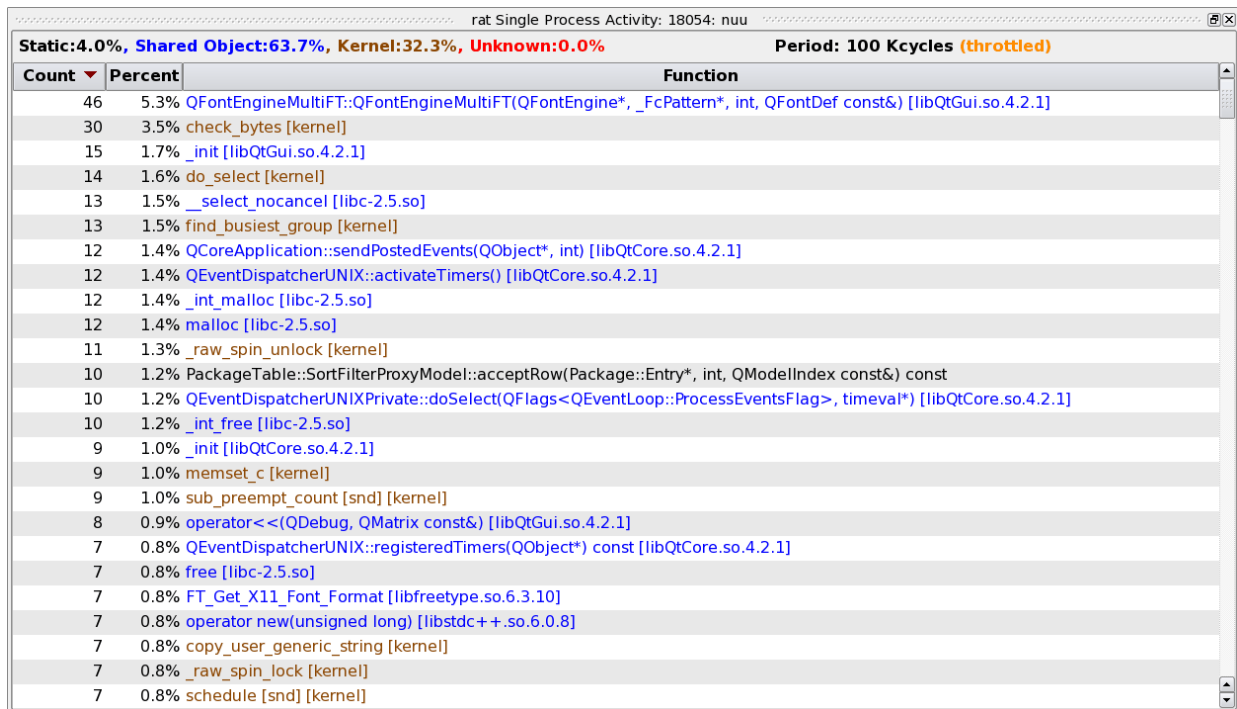 rat Single Process Activity: 18054: nuu
Static:4.0%, Shared Object:63.7%, Kernel:32.3%, Unknown:0.0% Period: 100 Kcycles (throttled)
Count Percent Function
46 5.3% QFontEngineMultiFT::QFontEngineMultiFT(QFontEngine*, _FcPattern*, int, QFontDef const&) [libQtGui.so.4.2.1]
30 3.5% check_bytes [kernel]
15 1.7% _init [libQtGui.so.4.2.1]
14 1.6% do_select [kernel]
13 1.5% __select_nocancel [libc-2.5.so]
13 1.5% find_busiest_group [kernel]
12 1.4% QCoreApplication::sendPostedEvents(QObject*, int) [libQtCore.so.4.2.1]
12 1.4% QEventDispatcherUNIX::activateTimers() [libQtCore.so.4.2.1]
12 1.4% _int_malloc [libc-2.5.so]
12 1.4% malloc [libc-2.5.so]
11 1.3% _raw_spin_unlock [kernel]
10 1.2% PackageTable::SortFilterProxyModel::acceptRow(Package::Entry*, int, QModelIndex const&) const
10 1.2% QEventDispatcherUNIXPrivate::doSelect(QFlags<QEventLoop::ProcessEventsFlag>, timeval*) [libQtCore.so.4.2.1]
10 1.2% _int_free [libc-2.5.so]
9 1.0% _init [libQtCore.so.4.2.1]
9 1.0% memset_c [kernel]
9 1.0% sub_preempt_count [snd] [kernel]
8 0.9% operator<<(QDebug, QMatrix const&) [libQtGui.so.4.2.1]
7 0.8% QEventDispatcherUNIX::registeredTimers(QObject*) const [libQtCore.so.4.2.1]
7 0.8% free [libc-2.5.so]
7 0.8% FT_Get_X11_Font_Format [libfreetype.so.6.3.10]
7 0.8% operator new(unsigned long) [libstdc++.so.6.0.8]
7 0.8% copy_user_generic_string [kernel]
7 0.8% _raw_spin_lock [kernel]
7 0.8% schedule [snd] [kernel]